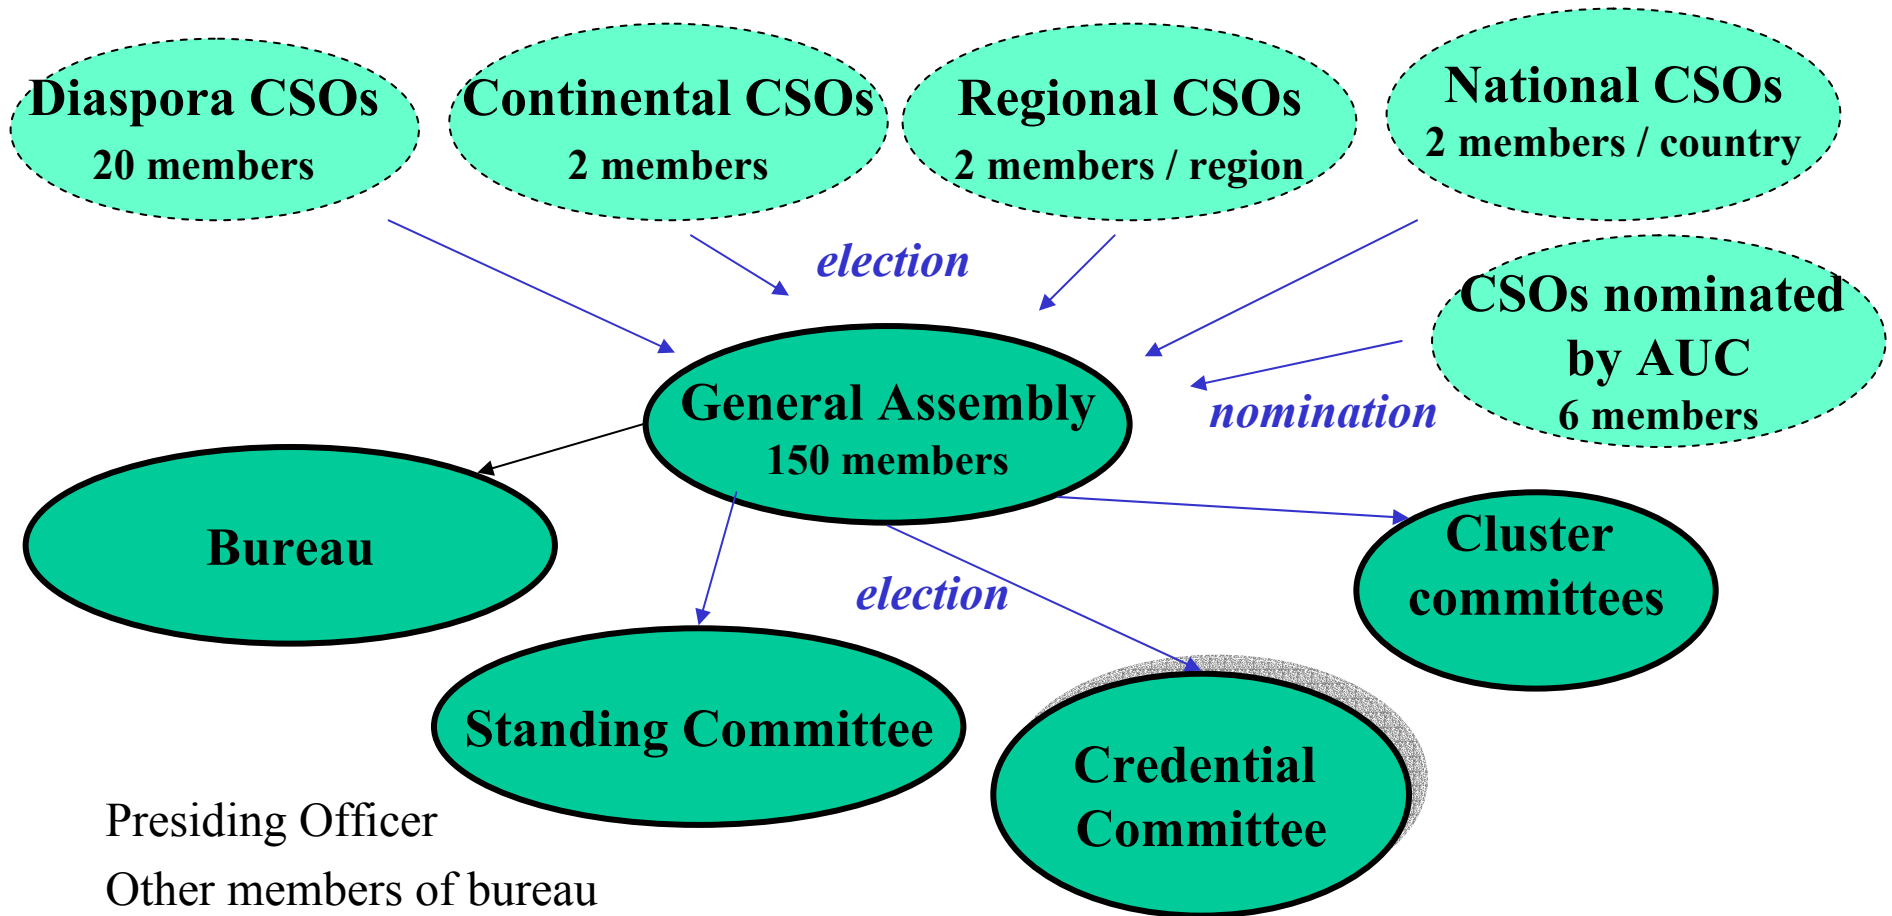 Diaspora CSOs
20 members
Continental CSOs
2 members
Regional CSOs
2 members / region
National CSOs
2 members / country
election
CSOs nominated
by AUC
6 members
nomination
General Assembly
150 members
Bureau
Cluster
committees
election
Standing Committee
Credential
Committee
Presiding Officer
Other members of bureau